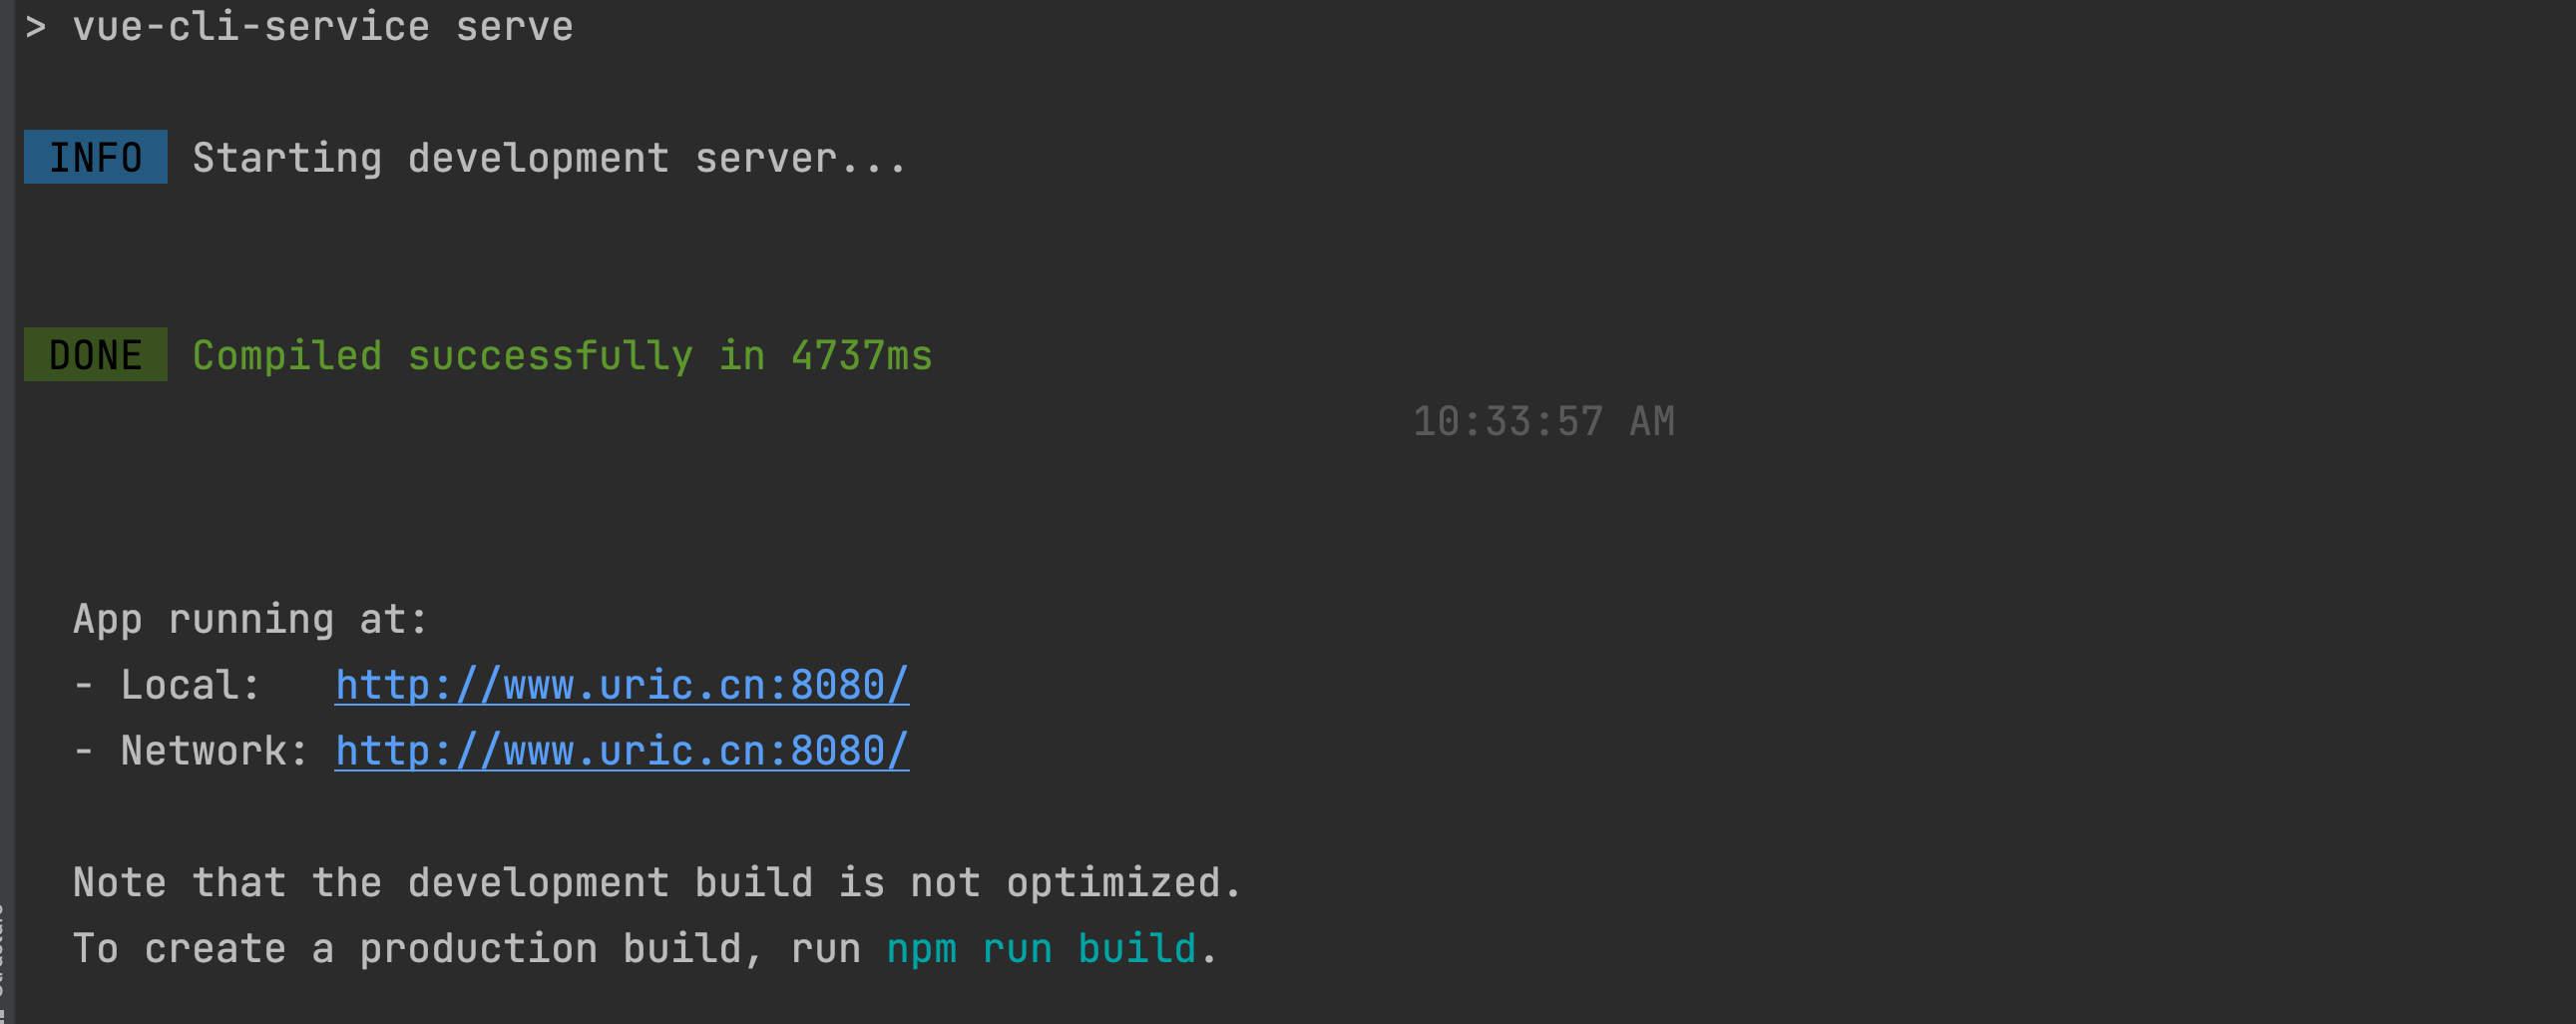 > vue-cli-service serve
INFO Starting development server...
DONE Compiled successfully in 4737ms
10:33:57 AM
App running at:
- Local: http://www.uric.cn:8080/
- Network: http://www.uric.cn:8080/
Note that the development build is not optimized.
To create a production build, run npm run build.